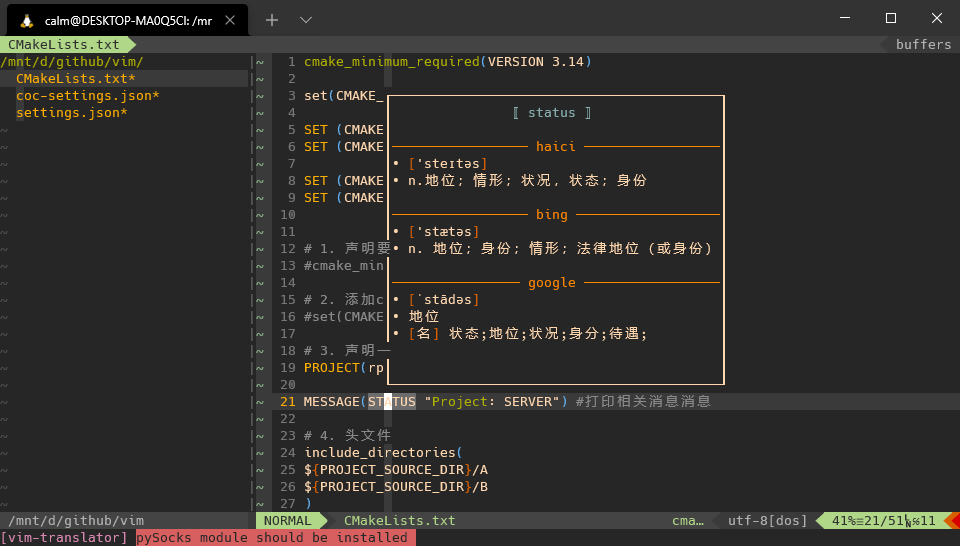 calm@DESKTOP-MA0Q5CI: /mr
CMakeLists.txt
buffers
/mnt/d/github/vim/
CMakeLists.txt*
coc-settings.json*
settings.json*
1 cmake_minimum_required(VERSION 3.14)
2
3 set(CMAKE_
4
5 SET (CMAKE
6 SET (CMAKE
7
8 SET (CMAKE
9 SET (CMAKE
10
11
12 # 1. 声明要
13 #cmake_min
14
15 # 2. 添加c
16 #set(CMAKE
17
18 # 3. 声明一
19 PROJECT(rp
20
21 MESSAGE(STATUS "Project: SERVER") #打印相关消息消息
22
23 # 4. 头文件
24 include_directories(
25 ${PROJECT_SOURCE_DIR}/A
26 ${PROJECT_SOURCE_DIR}/B
27 )
〚 status 〛
haici
• ['steɪtəs]
• n.地位; 情形; 状况, 状态; 身份
bing
• ['stætəs]
• n. 地位; 身份; 情形; 法律地位 (或身份)
google
• [ˈstādəs]
• 地位
• [名] 状态;地位;状况;身分;待遇;
/mnt/d/github/vim
NORMAL CMakeLists.txt cma… utf-8[dos] 41%≡21/51 11
[vim-translator] pySocks module should be installed